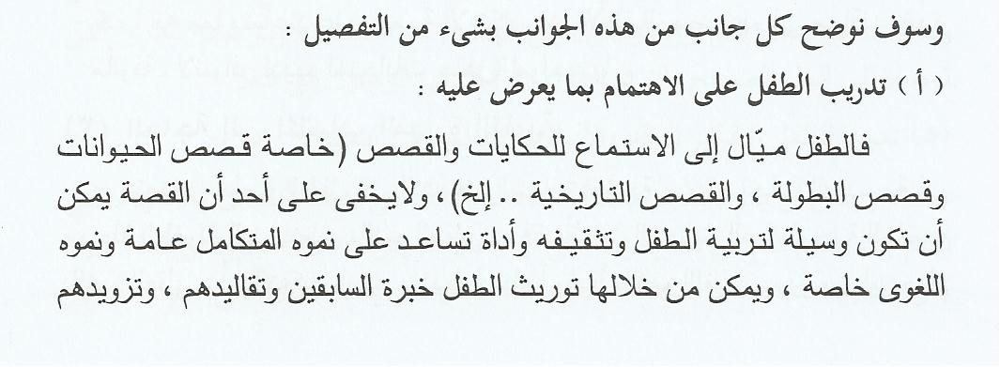 وسوف نوضح كل جانب من هذه الجوانب بشىء من التفصيل :
( أ ) تدريب الطفل على الاهتمام بما يعرض عليه :
فالطفل ميّال إلى الاستماع للحكايات والقصص (خاصة قصص الحيوانات
وقصص البطولة ، والقصص التاريخية .. إلخ)، ولايخفى على أحد أن القصة يمكن
أن تكون وسيلة لتربية الطفل وتثقيفه وأداة تساعد على نموه المتكامل عامة ونموه
اللغوى خاصة ، ويمكن من خلالها توريث الطفل خبرة السابقين وتقاليدهم ، وتزويدهم